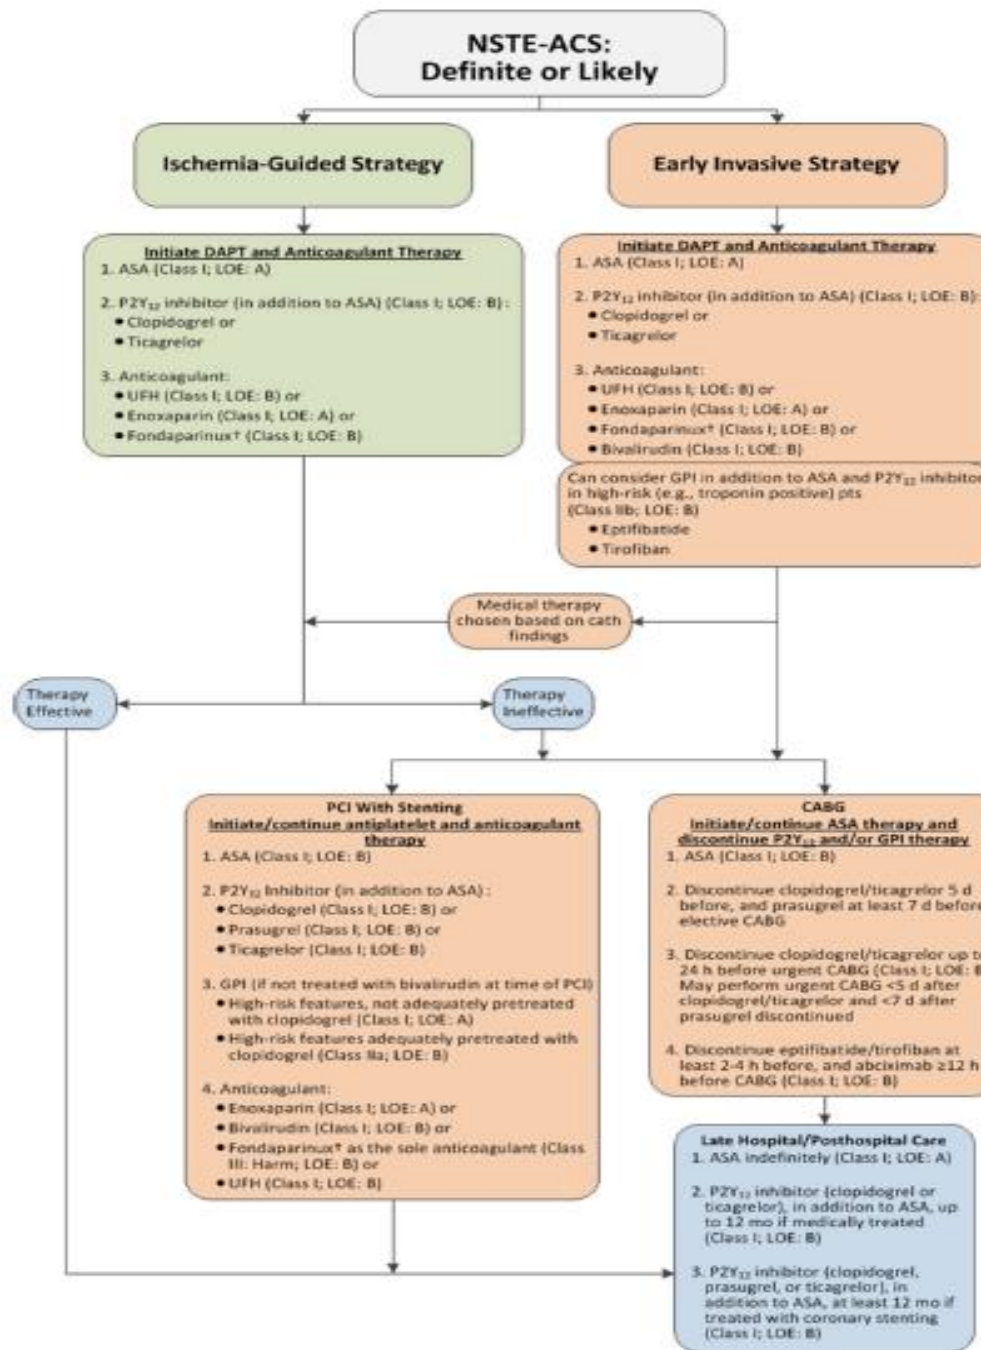 NSTE-ACS:
Definite or Likely
Ischemia-Guided Strategy
Early Invasive Strategy
Initiate DAPT and Anticoagulant Therapy
1. ASA (Class I; LOE: A)
2. P2Y₁₂ inhibitor (in addition to ASA) (Class I; LOE: B) :
● Clopidogrel or
● Ticagrelor
3. Anticoagulant:
● UFH (Class I; LOE: B) or
● Enoxaparin (Class I; LOE: A) or
● Fondaparinux† (Class I; LOE: B)
Initiate DAPT and Anticoagulant Therapy
1. ASA (Class I; LOE: A)
2. P2Y₁₂ inhibitor (in addition to ASA) (Class I; LOE: B):
● Clopidogrel or
● Ticagrelor
3. Anticoagulant:
● UFH (Class I; LOE: B) or
● Enoxaparin (Class I; LOE: A) or
● Fondaparinux† (Class I; LOE: B) or
● Bivalirudin (Class I; LOE: B)
Can consider GPI in addition to ASA and P2Y₁₂ inhibitor
in high-risk (e.g., troponin positive) pts
(Class IIb; LOE: B)
● Eptifibatide
● Tirofiban
Medical therapy
chosen based on cath
findings
Therapy
Effective
Therapy
Ineffective
PCI With Stenting
Initiate/continue antiplatelet and anticoagulant
therapy
1. ASA (Class I; LOE: B)
2. P2Y₁₂ Inhibitor (in addition to ASA) :
● Clopidogrel (Class I; LOE: B) or
● Prasugrel (Class I; LOE: B) or
● Ticagrelor (Class I; LOE: B)
3. GPI (if not treated with bivalirudin at time of PCI)
● High-risk features, not adequately pretreated
with clopidogrel (Class I; LOE: A)
● High-risk features adequately pretreated with
clopidogrel (Class IIa; LOE: B)
4. Anticoagulant:
● Enoxaparin (Class I; LOE: A) or
● Bivalirudin (Class I; LOE: B) or
● Fondaparinux† as the sole anticoagulant (Class
III: Harm; LOE: B) or
● UFH (Class I; LOE: B)
CABG
Initiate/continue ASA therapy and
discontinue P2Y₁₂ and/or GPI therapy
1. ASA (Class I; LOE: B)
2. Discontinue clopidogrel/ticagrelor 5 d
before, and prasugrel at least 7 d before
elective CABG
3. Discontinue clopidogrel/ticagrelor up to
24 h before urgent CABG (Class I; LOE: B
May perform urgent CABG <5 d after
clopidogrel/ticagrelor and <7 d after
prasugrel discontinued
4. Discontinue eptifibatide/tirofiban at
least 2-4 h before, and abciximab ≥12 h
before CABG (Class I; LOE: B)
Late Hospital/Posthospital Care
1. ASA indefinitely (Class I; LOE: A)
2. P2Y₁₂ inhibitor (clopidogrel or
ticagrelor), in addition to ASA, up
to 12 mo if medically treated
(Class I; LOE: B)
3. P2Y₁₂ inhibitor (clopidogrel,
prasugrel, or ticagrelor), in
addition to ASA, at least 12 mo if
treated with coronary stenting
(Class I; LOE: B)